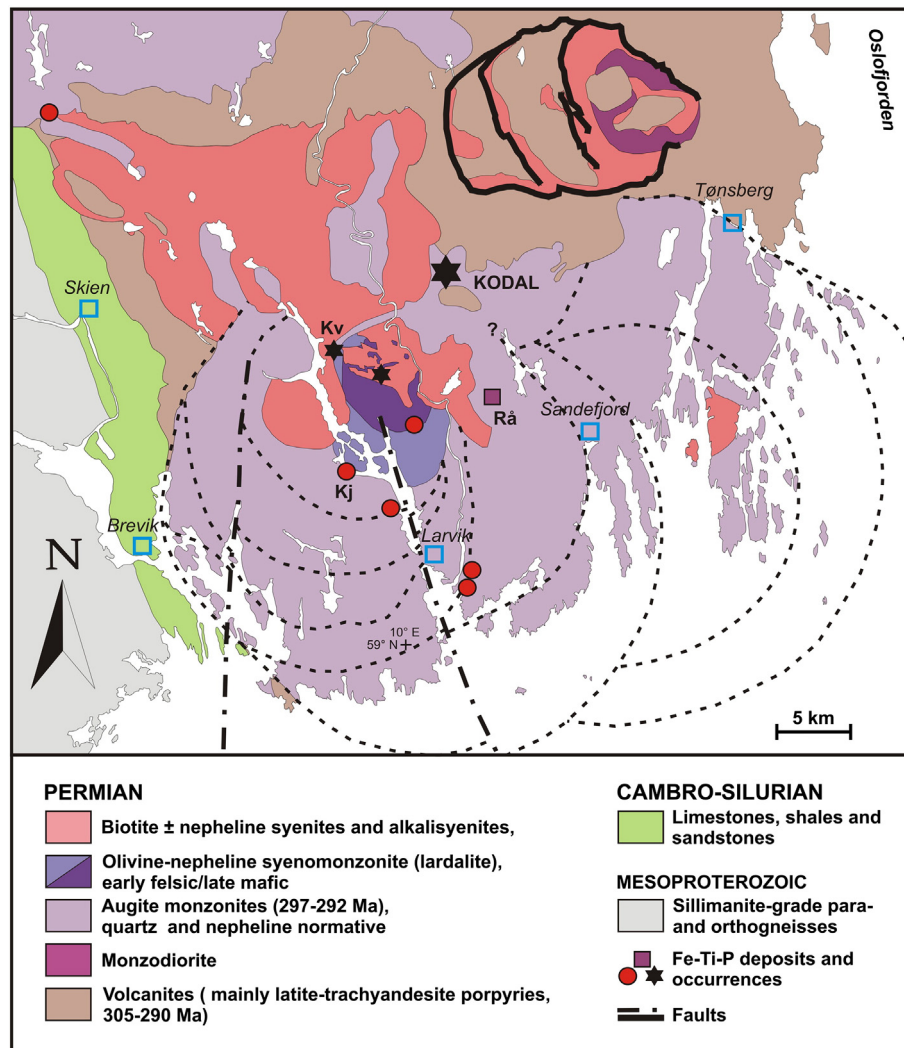 Oslofjorden
Tønsberg
KODAL
Skien
Kv
?
Rå
Sandefjord
Kj
Brevik
Larvik
N
10° E
59° N
5 km
PERMIAN
Biotite ± nepheline syenites and alkalisyenites,
Olivine-nepheline syenomonzonite (lardalite),
early felsic/late mafic
Augite monzonites (297-292 Ma),
quartz and nepheline normative
Monzodiorite
Volcanites ( mainly latite-trachyandesite porpyries,
305-290 Ma)
CAMBRO-SILURIAN
Limestones, shales and
sandstones
MESOPROTEROZOIC
Sillimanite-grade para-
and orthogneisses
Fe-Ti-P deposits and
occurrences
Faults